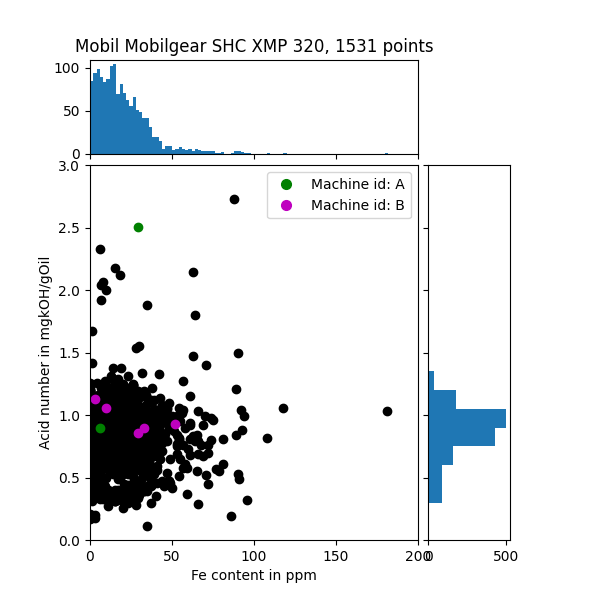 Mobil Mobilgear SHC XMP 320, 1531 points
100
50
0
3.0
2.5
2.0
1.5
1.0
0.5
0.0
Acid number in mgkOH/gOil
Machine id: A
Machine id: B
0 50 100 150 200
0 500
Fe content in ppm